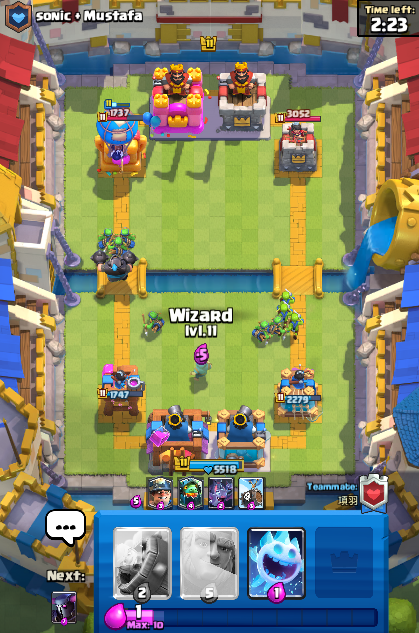 sonic + Mustafa
Time left:
2:23
1737
3052
Wizard
lvl.11
5
1747
2279
5518
Teammate:
項羽
...
Next:
2
5
1
1
Max: 10